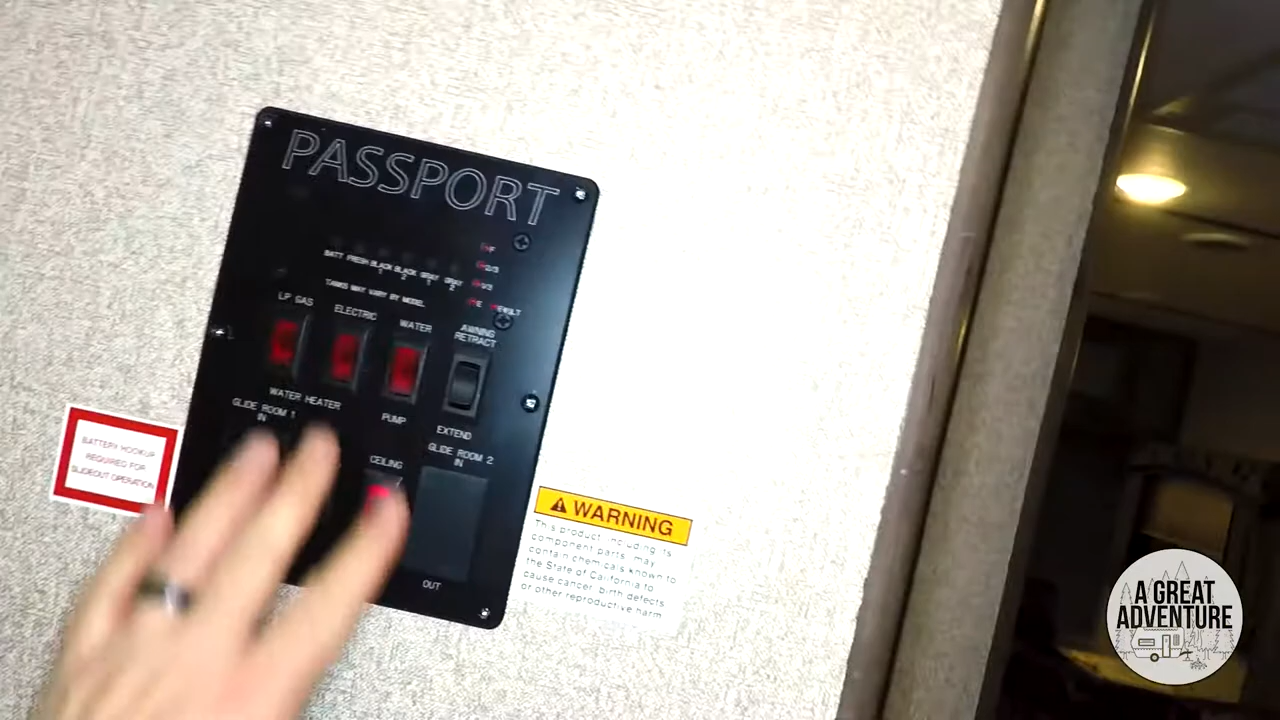 PASSPORT
F
2/3
1/3
E
BATT FRESH BLACK 1 BLACK 2 GRAY 1 GRAY 2
TANKS MAY VARY BY MODEL
LP GAS ELECTRIC WATER AWNING RETRACT
WATER HEATER PUMP EXTEND
GLIDE ROOM 1
IN
CEILING
GLIDE ROOM 2
IN
OUT
BATTERY HOOKUP
REQUIRED FOR
SLIDEOUT OPERATION
WARNING
This product, including its
component parts, may
contain chemicals known to
the State of California to
cause cancer, birth defects
or other reproductive harm
A GREAT
ADVENTURE